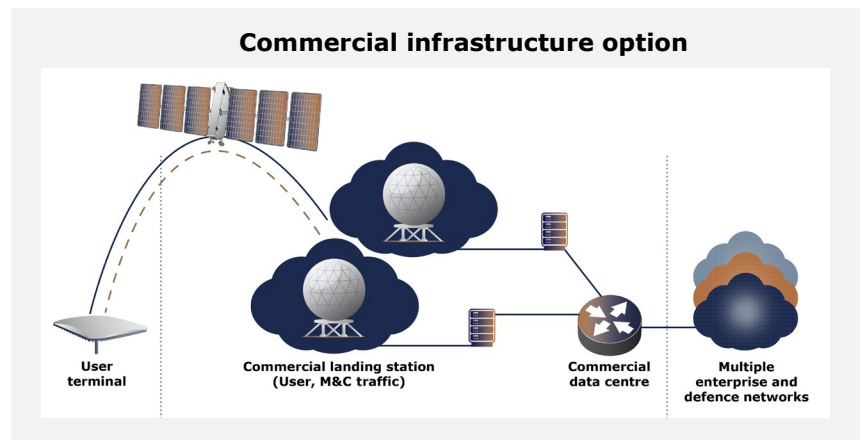 Commercial infrastructure option
User
terminal
Commercial landing station
(User, M&C traffic)
Commercial
data centre
Multiple
enterprise and
defence networks